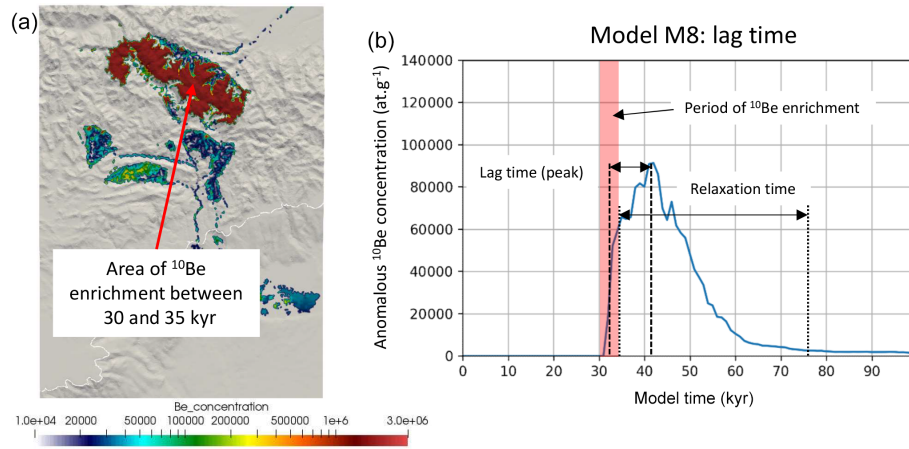 (a)
Area of ¹⁰Be
enrichment between
30 and 35 kyr
Be_concentration
1.0e+04 20000 50000 100000 200000 500000 1e+6 3.0e+06
(b)
Model M8: lag time
Anomalous ¹⁰Be concentration (at.g⁻¹)
140000
120000
100000
80000
60000
40000
20000
0
Period of ¹⁰Be enrichment
Lag time (peak)
Relaxation time
0 10 20 30 40 50 60 70 80 90
Model time (kyr)